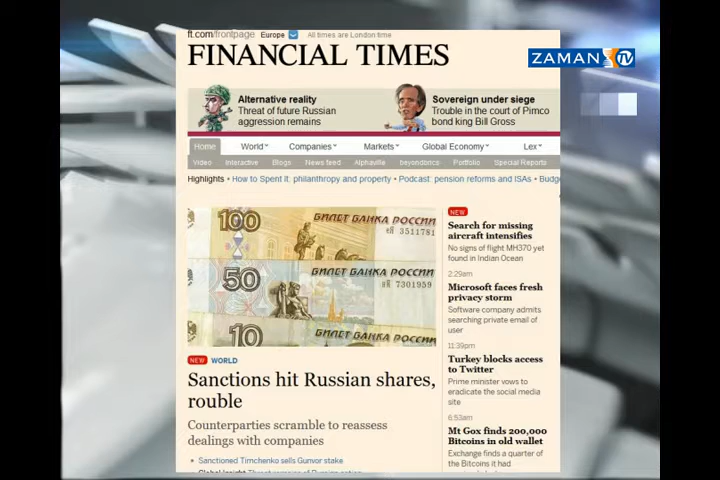 ft.com/frontpage Europe All times are London time
FINANCIAL TIMES
ZAMAN TV
Alternative reality
Threat of future Russian
aggression remains
Sovereign under siege
Trouble in the court of Pimco
bond king Bill Gross
Home World Companies Markets Global Economy Lex
Video Interactive Blogs News feed Alphaville beyondbrics Portfolio Special Reports
Highlights • How to Spent it: philanthropy and property • Podcast: pension reforms and ISAs • Budg
100 БИЛЕТ БАНКА РОССИИ
еЯ 3511781
50 БИЛЕТ БАНКА РОССИИ
7301959
10 БИЛЕТ БАНКА РОССИИ
NEW WORLD
Sanctions hit Russian shares,
rouble
Counterparties scramble to reassess
dealings with companies
Sanctioned Timchenko sells Gunvor stake
Global Insight
NEW
Search for missing
aircraft intensifies
No signs of flight MH370 yet
found in Indian Ocean
2:29am
Microsoft faces fresh
privacy storm
Software company admits
searching private email of
user
11:39pm
Turkey blocks access
to Twitter
Prime minister vows to
eradicate the social media
site
6:53am
Mt Gox finds 200,000
Bitcoins in old wallet
Exchange finds a quarter of
the Bitcoins it had